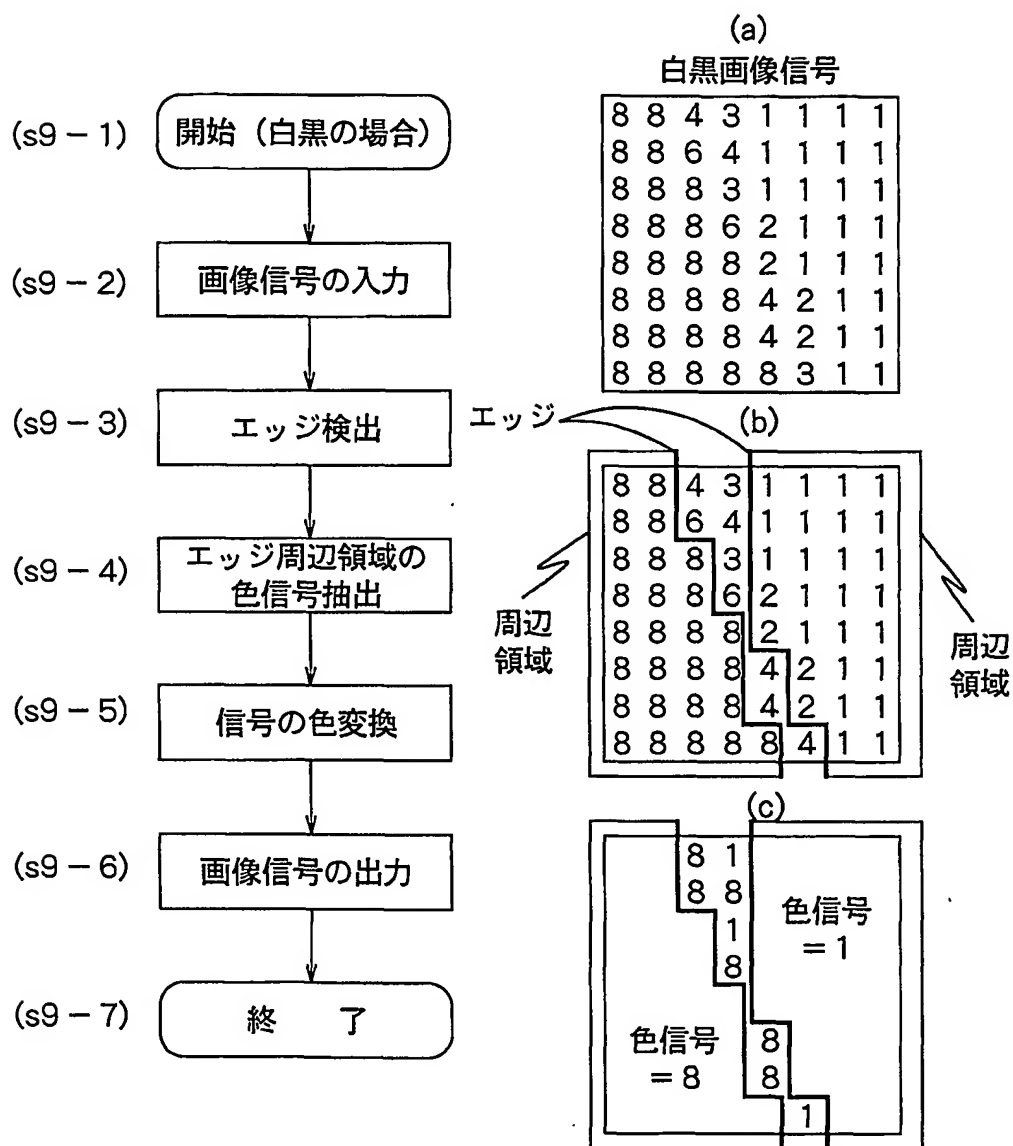 (s9-1)
開始(白黒の場合)
(s9-2)
画像信号の入力
(s9-3)
エッジ検出
(s9-4)
エッジ周辺領域の
色信号抽出
(s9-5)
信号の色変換
(s9-6)
画像信号の出力
(s9-7)
終 了
(a)
白黒画像信号
8 8 4 3 1 1 1 1
8 8 6 4 1 1 1 1
8 8 8 3 1 1 1 1
8 8 8 6 2 1 1 1
8 8 8 8 2 1 1 1
8 8 8 8 4 2 1 1
8 8 8 8 4 2 1 1
8 8 8 8 8 3 1 1
エッジ
(b)
8 8 4 3 1 1 1 1
8 8 6 4 1 1 1 1
8 8 8 3 1 1 1 1
8 8 8 6 2 1 1 1
8 8 8 8 2 1 1 1
8 8 8 8 4 2 1 1
8 8 8 8 4 2 1 1
8 8 8 8 8 4 1 1
周辺
領域
周辺
領域
(c)
8 1
8 8
1
8
8
8
1
色信号
=1
色信号
=8